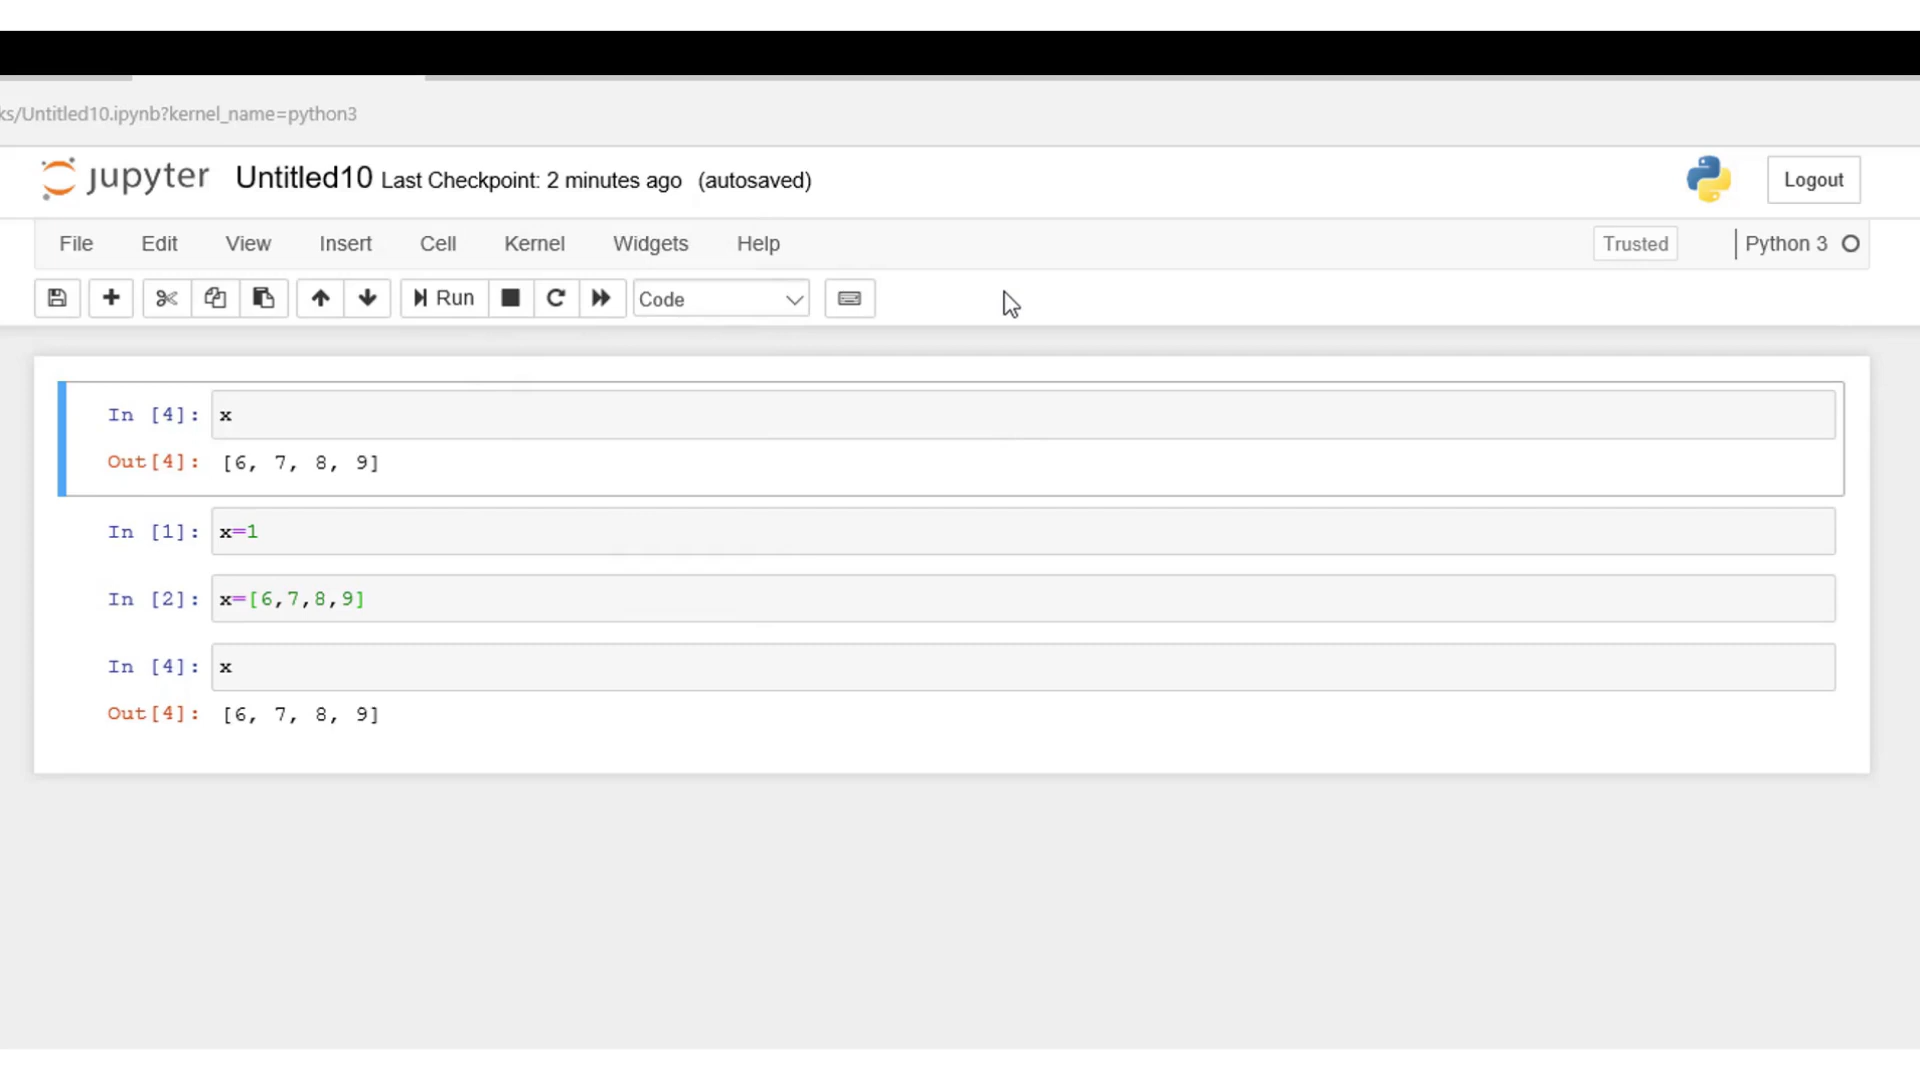 ks/Untitled10.ipynb?kernel_name=python3
jupyter Untitled10 Last Checkpoint: 2 minutes ago (autosaved) Logout
File Edit View Insert Cell Kernel Widgets Help Trusted Python 3
Run Code
In [4]: x
Out[4]: [6, 7, 8, 9]
In [1]: x=1
In [2]: x=[6,7,8,9]
In [4]: x
Out[4]: [6, 7, 8, 9]